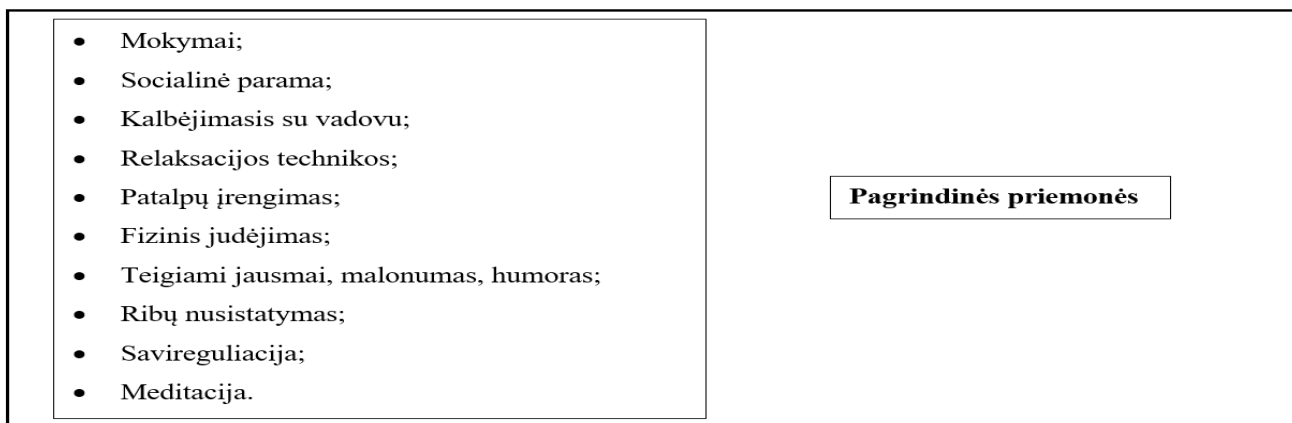 • Mokymai;
• Socialinė parama;
• Kalbėjimasis su vadovu;
• Relaksacijos technikos;
• Patalpų įrengimas;
• Fizinis judėjimas;
• Teigiami jausmai, malonumas, humoras;
• Ribų nusistatymas;
• Savireguliacija;
• Meditacija.
Pagrindinės priemonės